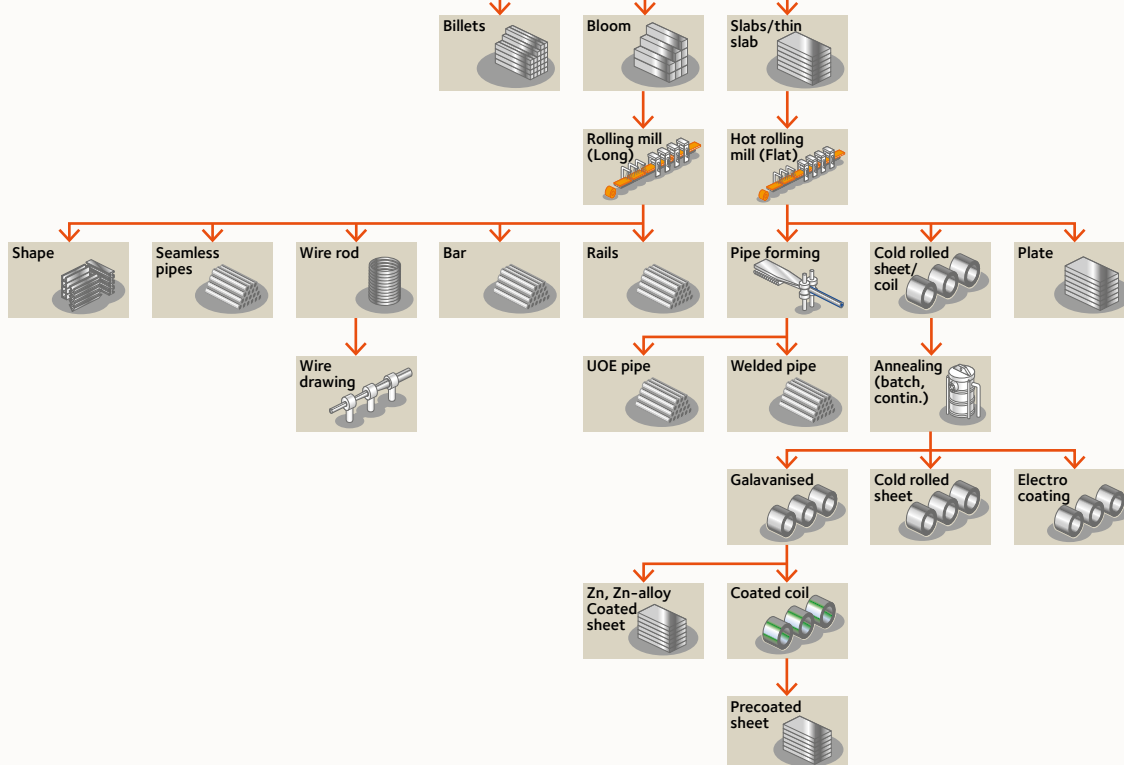 Billets
Bloom
Slabs/thin
slab
Rolling mill
(Long)
Hot rolling
mill (Flat)
Shape
Seamless
pipes
Wire rod
Bar
Rails
Pipe forming
Cold rolled
sheet/
coil
Plate
Wire
drawing
UOE pipe
Welded pipe
Annealing
(batch,
contin.)
Galavanised
Cold rolled
sheet
Electro
coating
Zn, Zn-alloy
Coated
sheet
Coated coil
Precoated
sheet